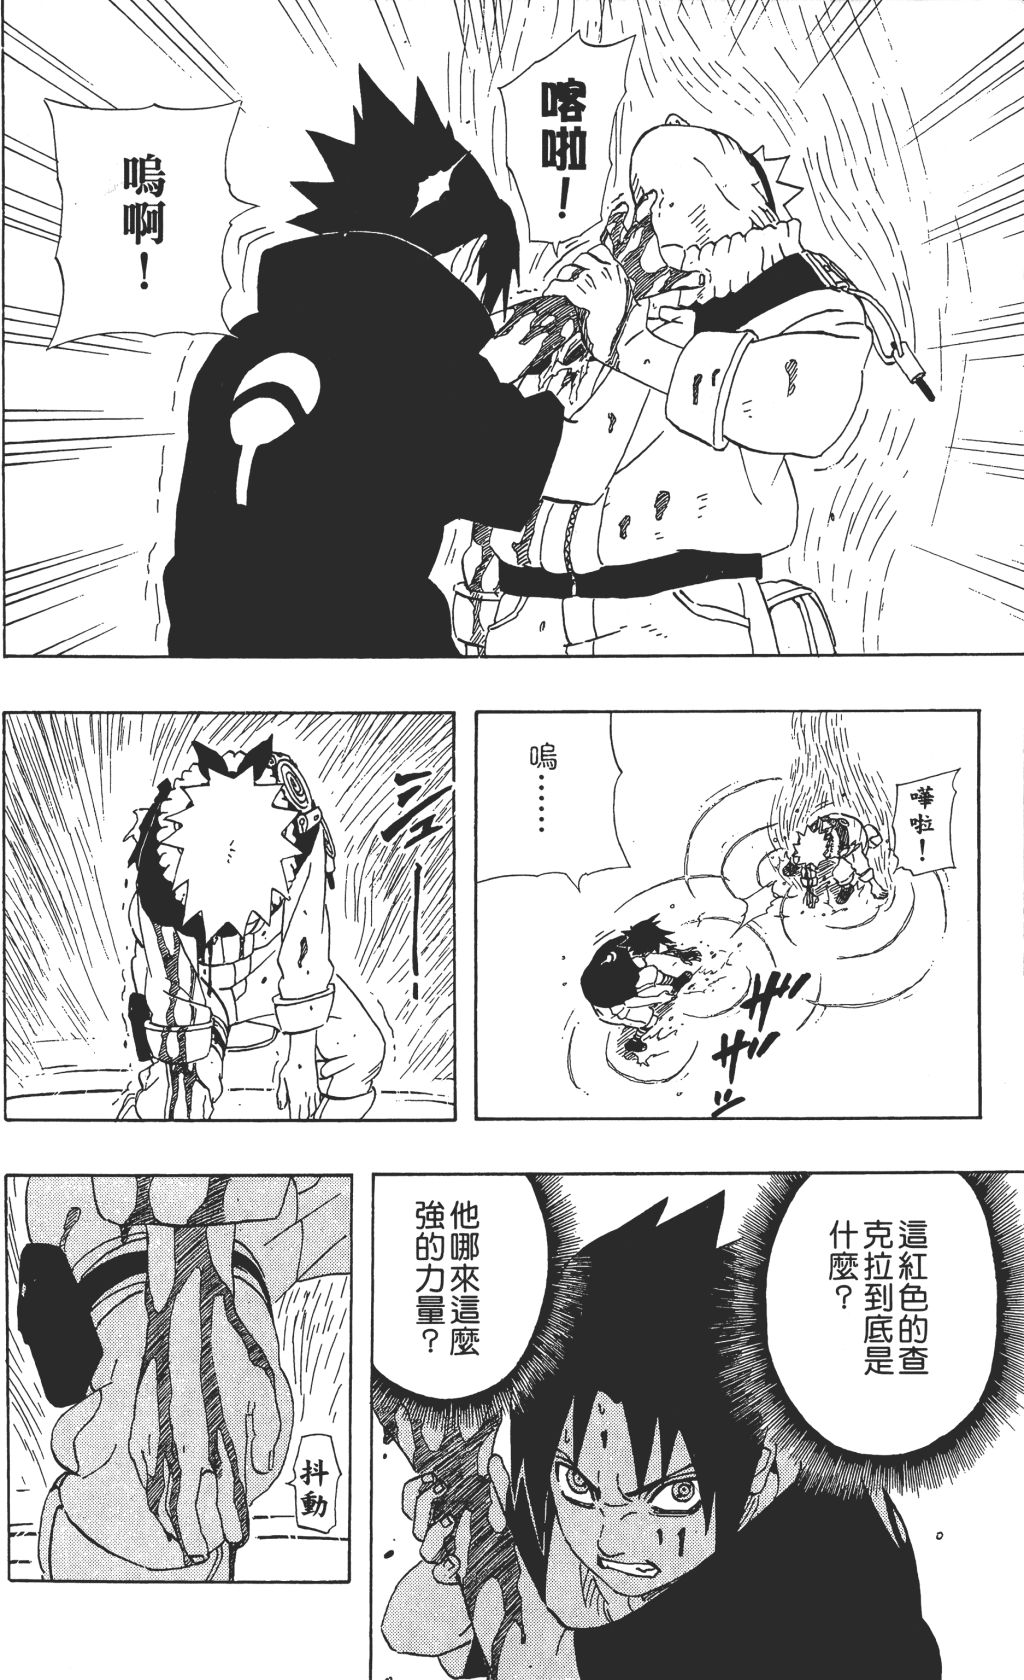 喀啦！
嗚啊！
嘩啦！
嗚……
ザザッ
シュー…
這紅色的查
克拉到底是
什麼？
他哪來這麼
強的力量？
抖動